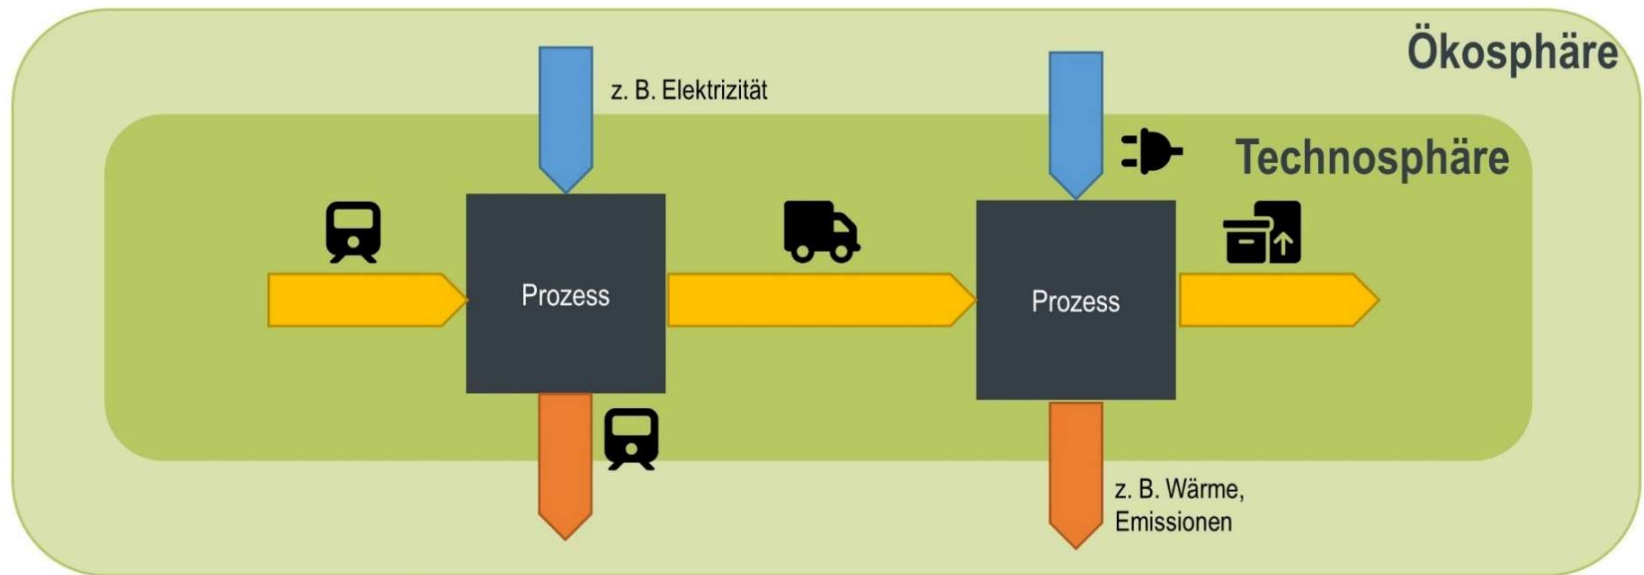 Ökosphäre
z. B. Elektrizität
Technosphäre
Prozess
Prozess
z. B. Wärme,
Emissionen